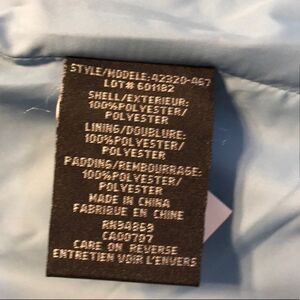 STYLE/MODELE:42320-467
LOT# 601182
SHELL/EXTERIEUR:
100%POLYESTER/
POLYESTER
LINING/DOUBLURE:
100%POLYESTER/
POLYESTER
PADDING/REMBOURRAGE:
100%POLYESTER/
POLYESTER
MADE IN CHINA
FABRIQUE EN CHINE
RN94869
CA00797
CARE ON REVERSE
ENTRETIEN VOIR L'ENVERS